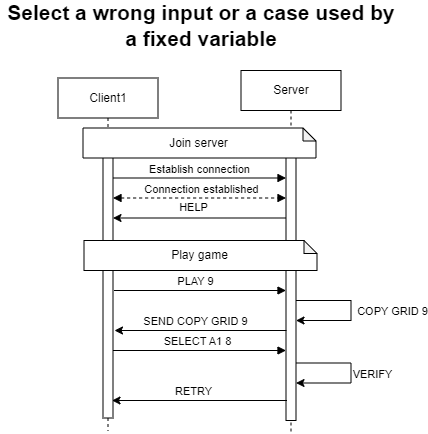 Select a wrong input or a case used by
a fixed variable
Client1
Server
Join server
Establish connection
Connection established
HELP
Play game
PLAY 9
COPY GRID 9
SEND COPY GRID 9
SELECT A1 8
VERIFY
RETRY